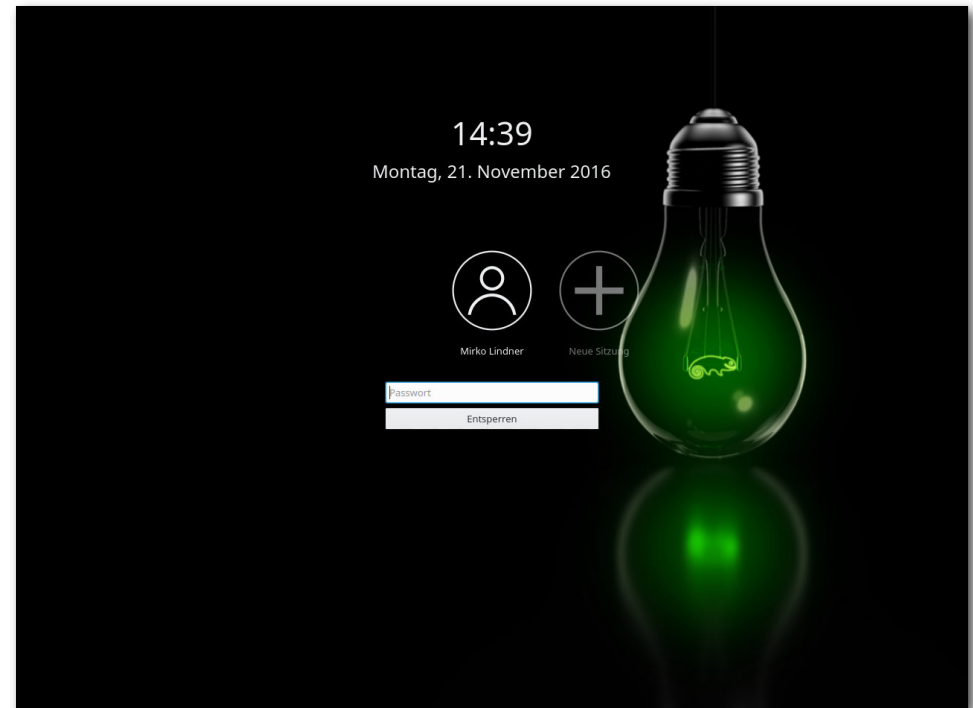 14:39
Montag, 21. November 2016
Mirko Lindner
Neue Sitzung
Passwort
Entsperren